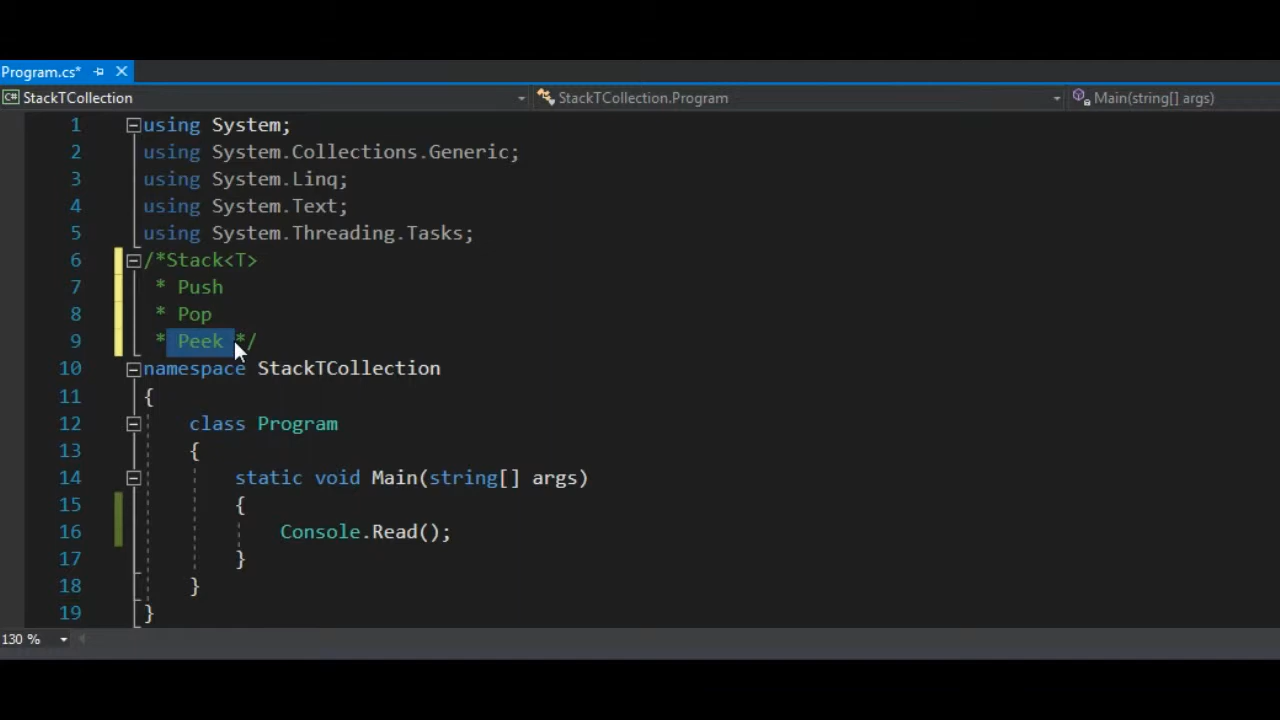 Program.cs*
C# StackTCollection StackTCollection.Program Main(string[] args)
1 using System;
2 using System.Collections.Generic;
3 using System.Linq;
4 using System.Text;
5 using System.Threading.Tasks;
6 /*Stack<T>
7 * Push
8 * Pop
9 * Peek */
10 namespace StackTCollection
11 {
12 class Program
13 {
14 static void Main(string[] args)
15 {
16 Console.Read();
17 }
18 }
19 }
130 %